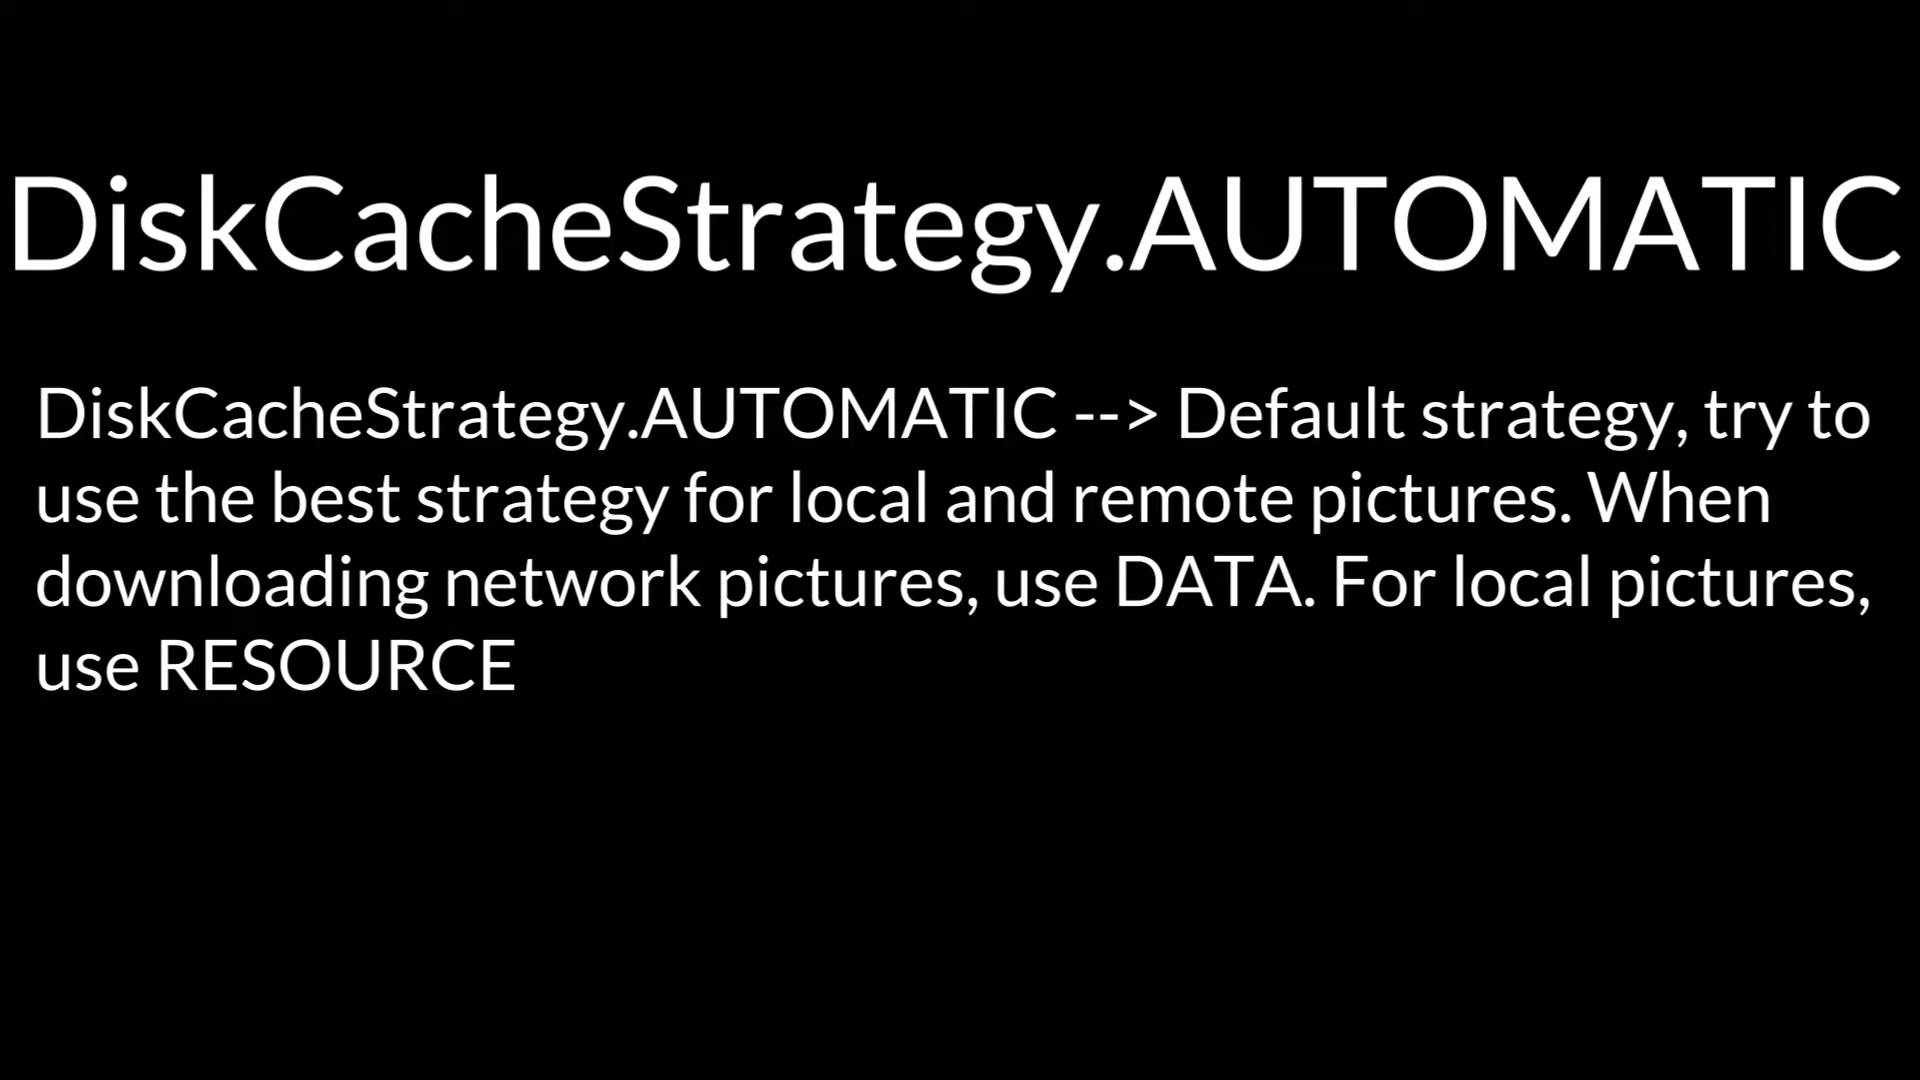 DiskCacheStrategy.AUTOMATIC
DiskCacheStrategy.AUTOMATIC --> Default strategy, try to
use the best strategy for local and remote pictures. When
downloading network pictures, use DATA. For local pictures,
use RESOURCE